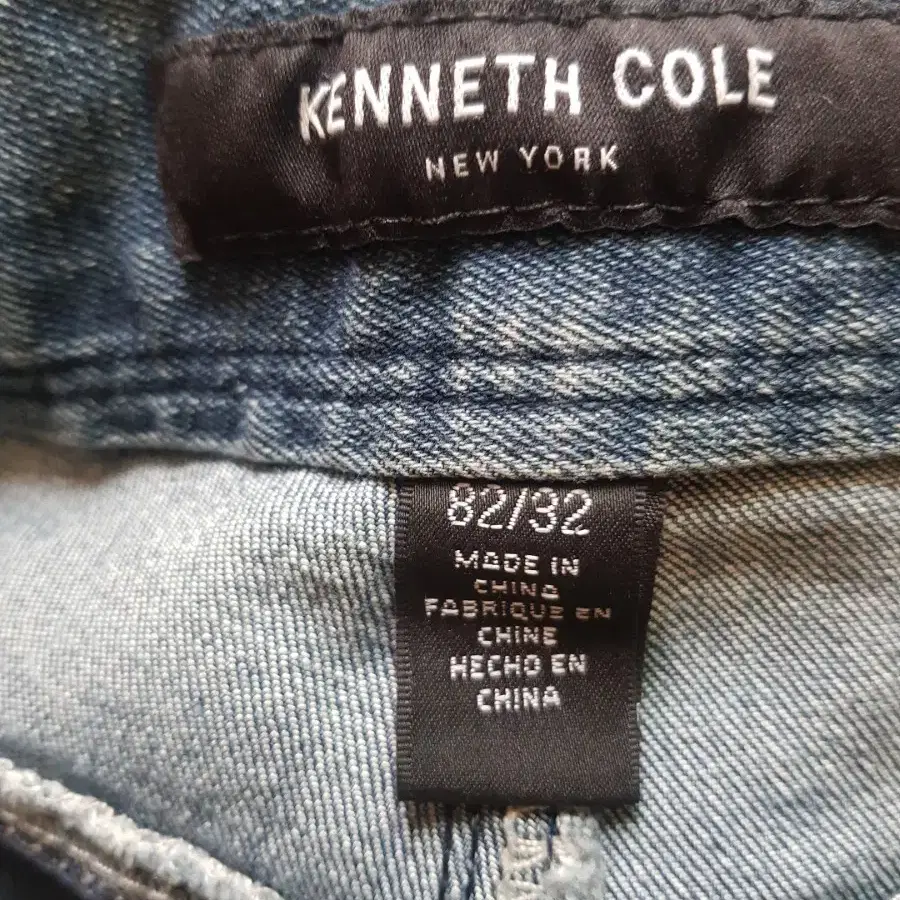 KENNETH COLE
NEW YORK
82/32
MADE IN
CHINA
FABRIQUE EN
CHINE
HECHO EN
CHINA